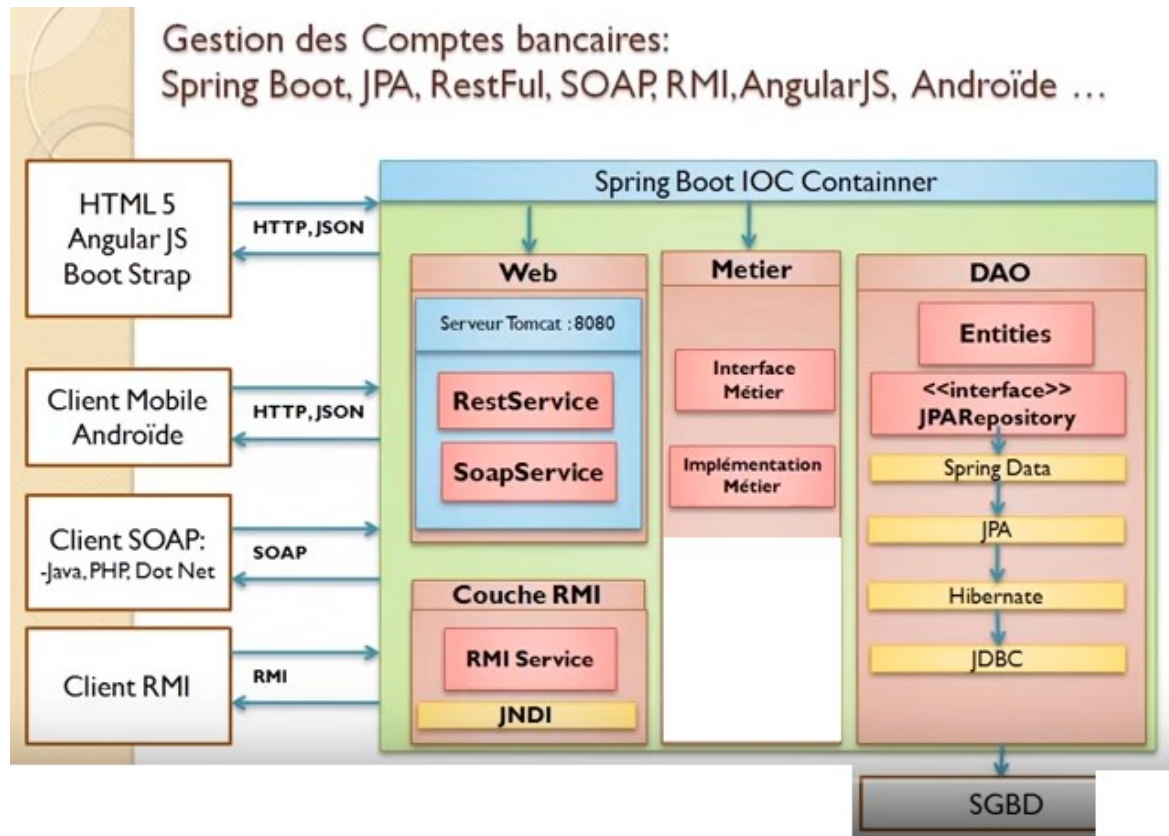 Gestion des Comptes bancaires:
Spring Boot, JPA, RestFul, SOAP, RMI,AngularJS, Androïde ...
HTML 5
Angular JS
Boot Strap
HTTP, JSON
Client Mobile
Androïde
HTTP, JSON
Client SOAP:
-Java, PHP, Dot Net
SOAP
Client RMI
RMI
Spring Boot IOC Containner
Web
Serveur Tomcat : 8080
RestService
SoapService
Couche RMI
RMI Service
JNDI
Metier
Interface
Métier
Implémentation
Métier
DAO
Entities
<<interface>>
JPARepository
Spring Data
JPA
Hibernate
JDBC
SGBD